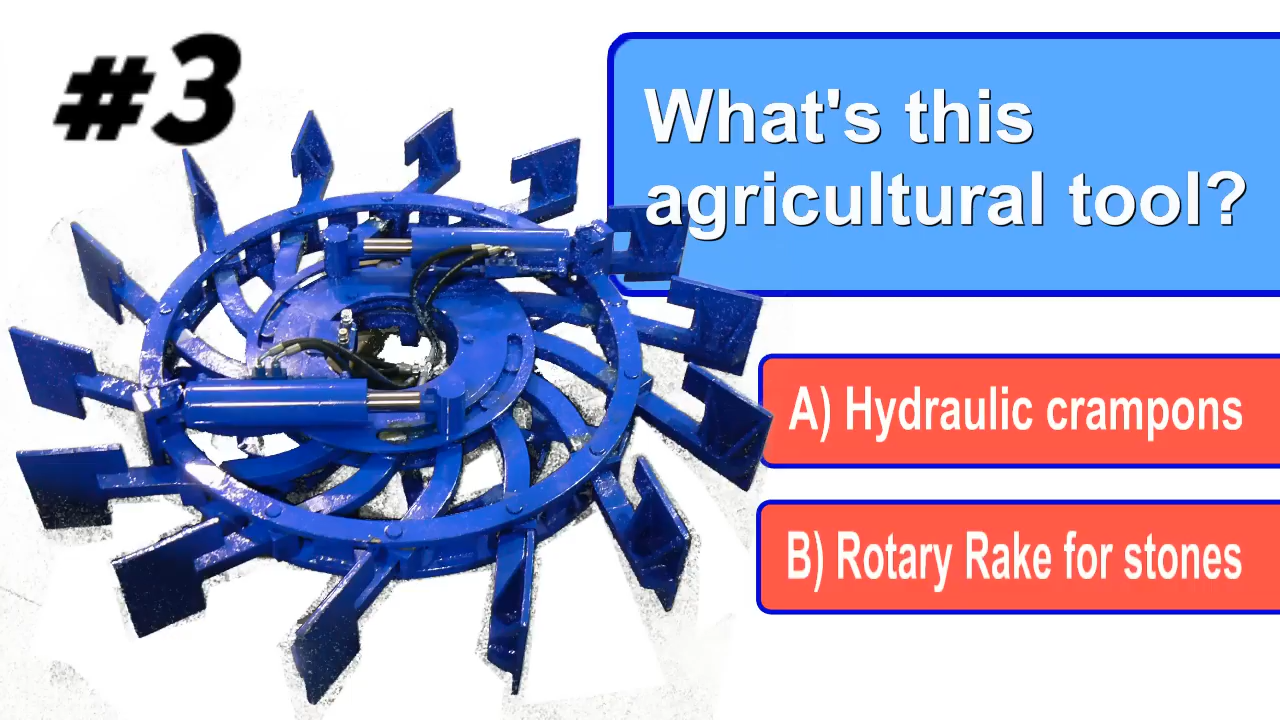 #3
What's this
agricultural tool?
A) Hydraulic crampons
B) Rotary Rake for stones